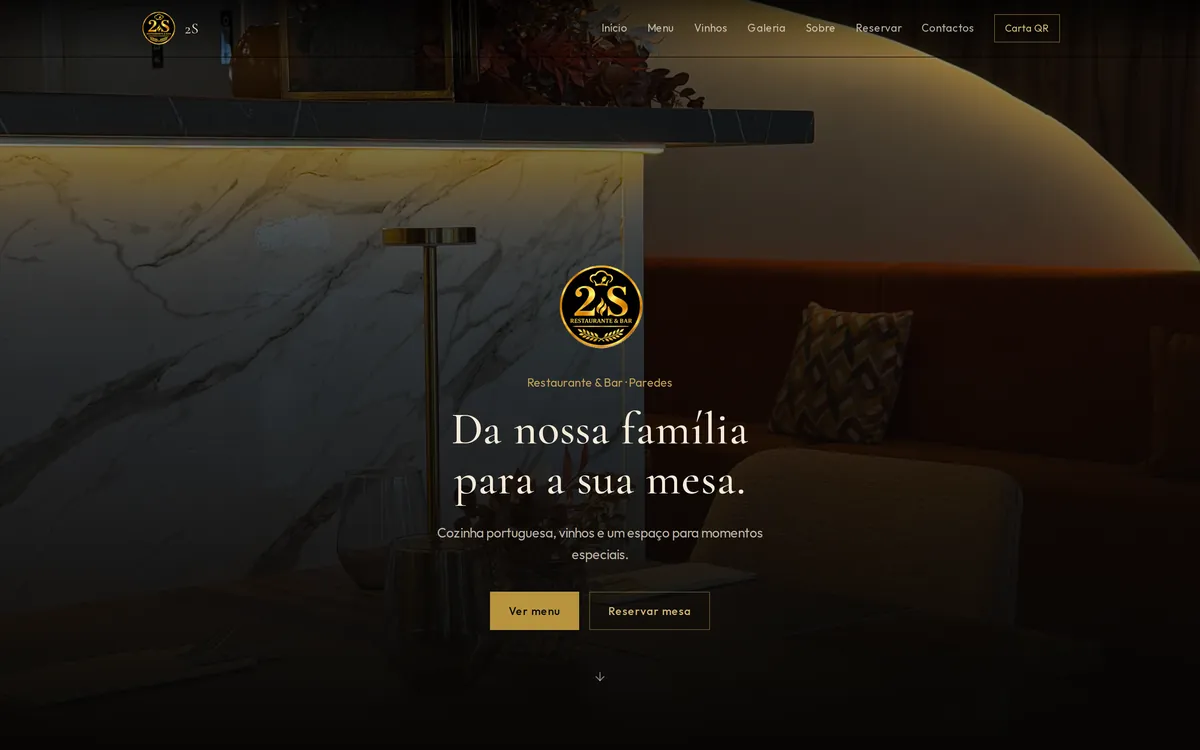 2S
2S
Início
Menu
Vinhos
Galeria
Sobre
Reservar
Contactos
Carta QR
2S
RESTAURANTE & BAR
Restaurante & Bar · Paredes
Da nossa família
para a sua mesa.
Cozinha portuguesa, vinhos e um espaço para momentos
especiais.
Ver menu
Reservar mesa